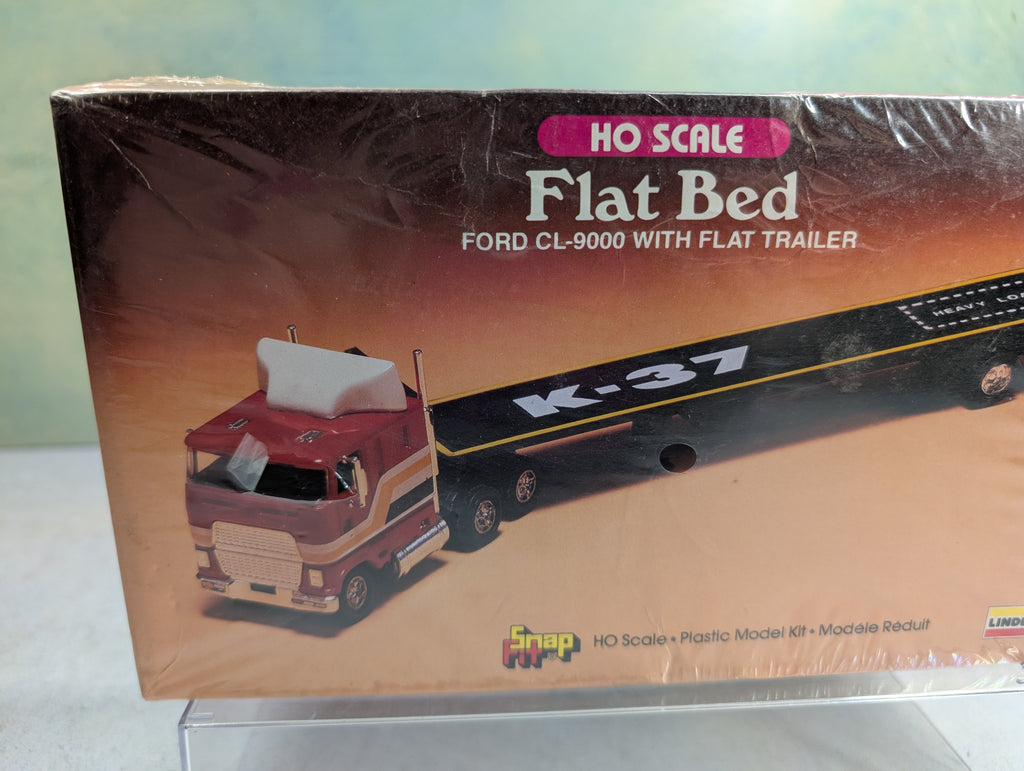 HO SCALE
Flat Bed
FORD CL-9000 WITH FLAT TRAILER
HEAVY
K-37
Snap Fit
HO Scale • Plastic Model Kit • Modéle Réduit